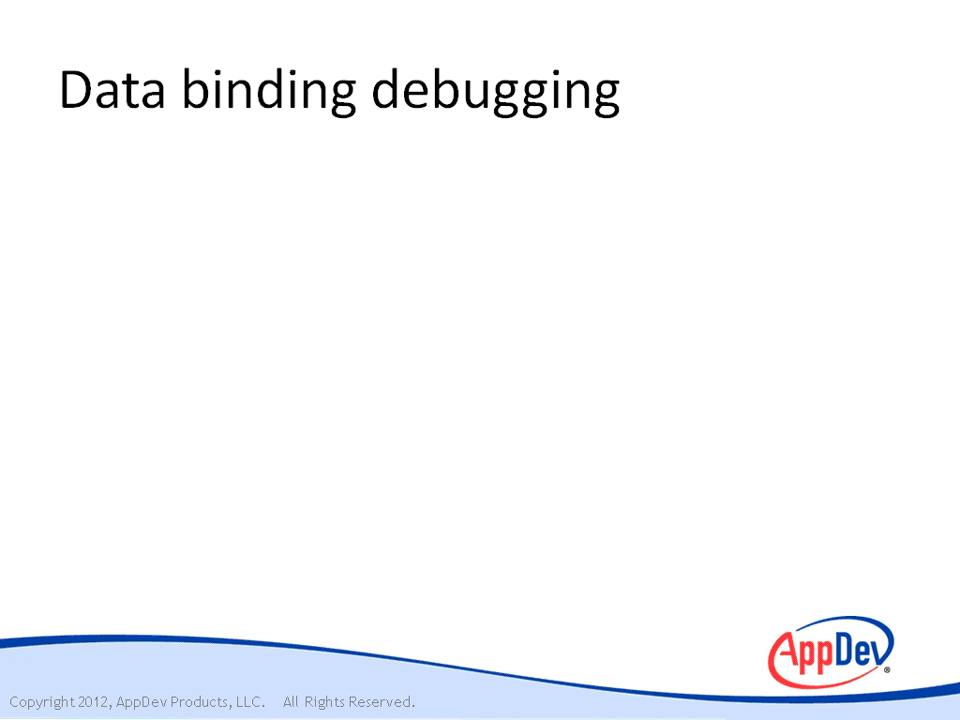 Data binding debugging
AppDev®
Copyright 2012, AppDev Products, LLC. All Rights Reserved.